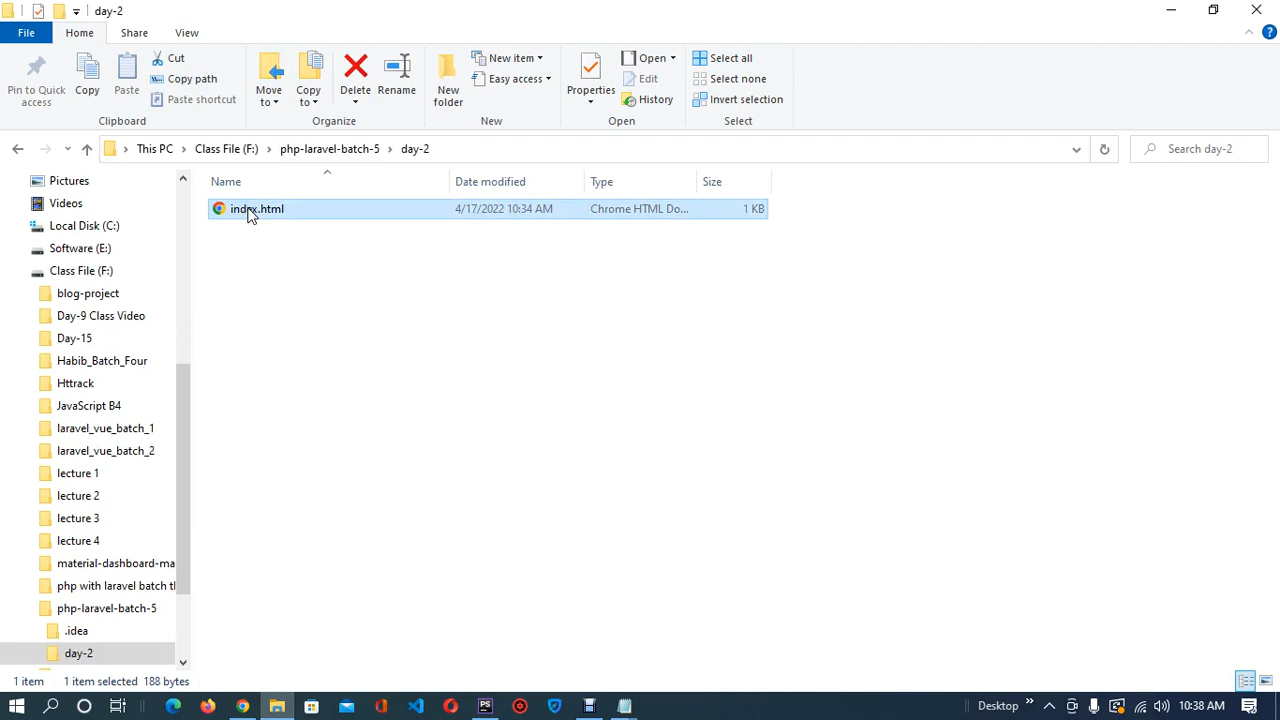 day-2
File Home Share View
Pin to Quick access
Copy
Paste
Cut
Copy path
Paste shortcut
Clipboard
Move to
Copy to
Delete
Rename
Organize
New folder
New item
Easy access
New
Properties
Open
Edit
History
Open
Select all
Select none
Invert selection
Select
This PC Class File (F:) php-laravel-batch-5 day-2
Search day-2
Name Date modified Type Size
index.html 4/17/2022 10:34 AM Chrome HTML Do... 1 KB
Pictures
Videos
Local Disk (C:)
Software (E:)
Class File (F:)
blog-project
Day-9 Class Video
Day-15
Habib_Batch_Four
Httrack
JavaScript B4
laravel_vue_batch_1
laravel_vue_batch_2
lecture 1
lecture 2
lecture 3
lecture 4
material-dashboard-ma
php with laravel batch t
php-laravel-batch-5
.idea
day-2
1 item 1 item selected 188 bytes
Desktop 10:38 AM